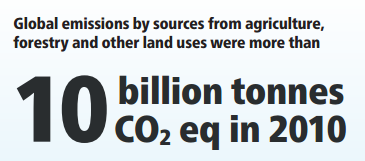 Global emissions by sources from agriculture,
forestry and other land uses were more than
10 billion tonnes
CO₂ eq in 2010